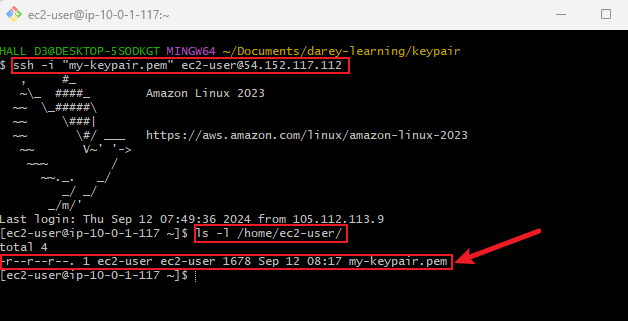 ec2-user@ip-10-0-1-117:~
HALL D3@DESKTOP-5SODKGT MINGW64 ~/Documents/darey-learning/keypair
$ ssh -i "my-keypair.pem" ec2-user@54.152.117.112
   ,     #_
   ~\_  ####_        Amazon Linux 2023
  ~~  \_#####\
  ~~     \###|
  ~~       \#/ ___   https://aws.amazon.com/linux/amazon-linux-2023
   ~~       V~' '->
    ~~~         /
      ~~._.   _/
         _/ _/
       _/m/'
Last login: Thu Sep 12 07:49:36 2024 from 105.112.113.9
[ec2-user@ip-10-0-1-117 ~]$ ls -l /home/ec2-user/
total 4
-r--r--r--. 1 ec2-user ec2-user 1678 Sep 12 08:17 my-keypair.pem
[ec2-user@ip-10-0-1-117 ~]$